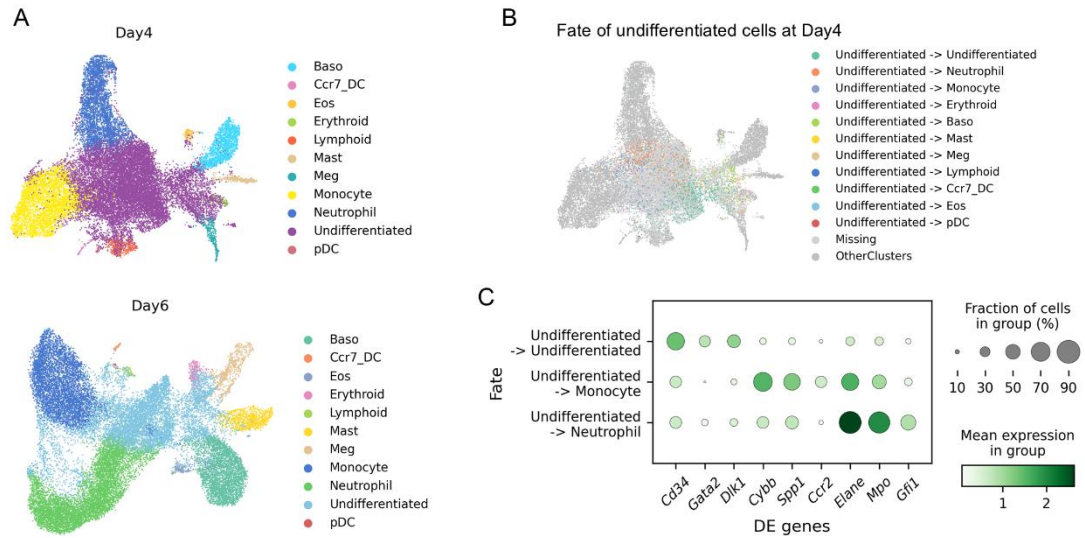 A
Day4
Baso
Ccr7_DC
Eos
Erythroid
Lymphoid
Mast
Meg
Monocyte
Neutrophil
Undifferentiated
pDC
B
Fate of undifferentiated cells at Day4
Undifferentiated -> Undifferentiated
Undifferentiated -> Neutrophil
Undifferentiated -> Monocyte
Undifferentiated -> Erythroid
Undifferentiated -> Baso
Undifferentiated -> Mast
Undifferentiated -> Meg
Undifferentiated -> Lymphoid
Undifferentiated -> Ccr7_DC
Undifferentiated -> Eos
Undifferentiated -> pDC
Missing
OtherClusters
Day6
Baso
Ccr7_DC
Eos
Erythroid
Lymphoid
Mast
Meg
Monocyte
Neutrophil
Undifferentiated
pDC
C
Fate
Undifferentiated
-> Undifferentiated
Undifferentiated
-> Monocyte
Undifferentiated
-> Neutrophil
Cd34 Gata2 Dlk1 Cybb Spp1 Ccr2 Elane Mpo Gfi1
DE genes
Fraction of cells
in group (%)
10 30 50 70 90
Mean expression
in group
1 2